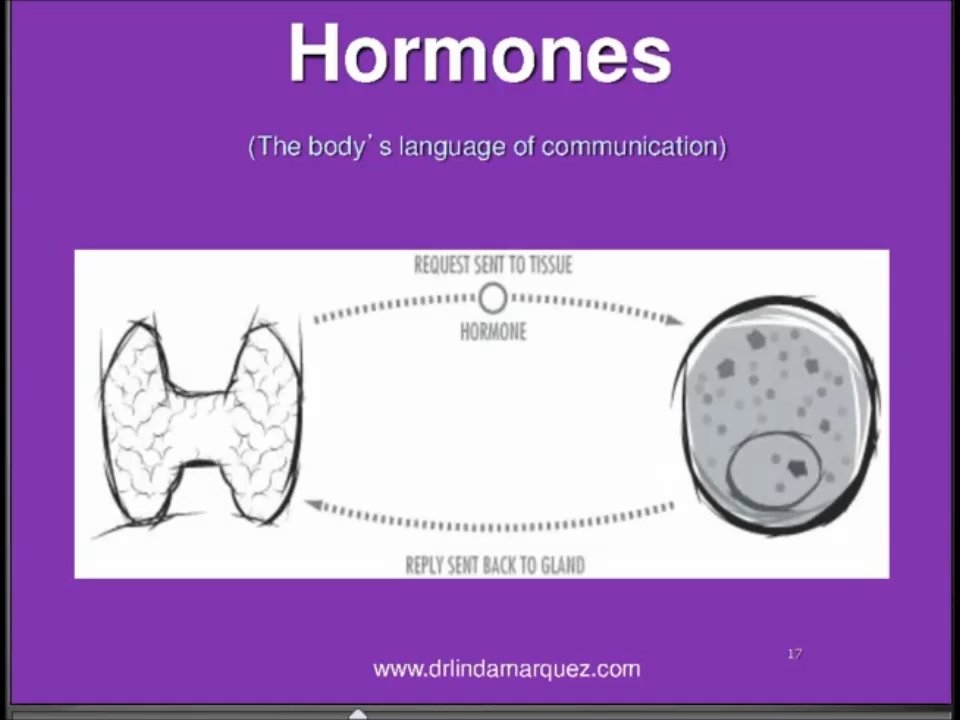 Hormones
(The body’ s language of communication)
REQUEST SENT TO TISSUE
HORMONE
REPLY SENT BACK TO GLAND
17
www.drlindamarquez.com